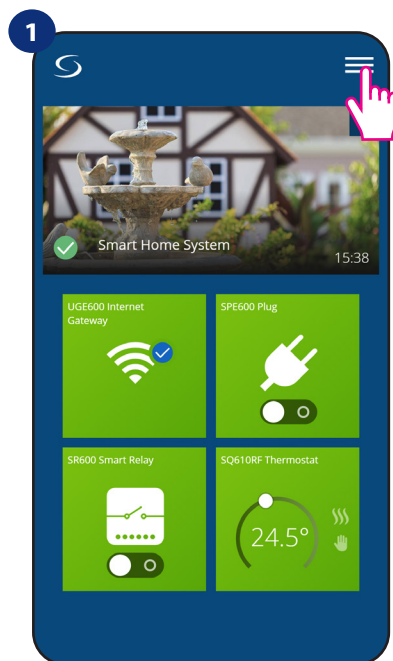 1
Smart Home System
15:38
UGE600 Internet
Gateway
SPE600 Plug
SR600 Smart Relay
SQ610RF Thermostat
24.5°